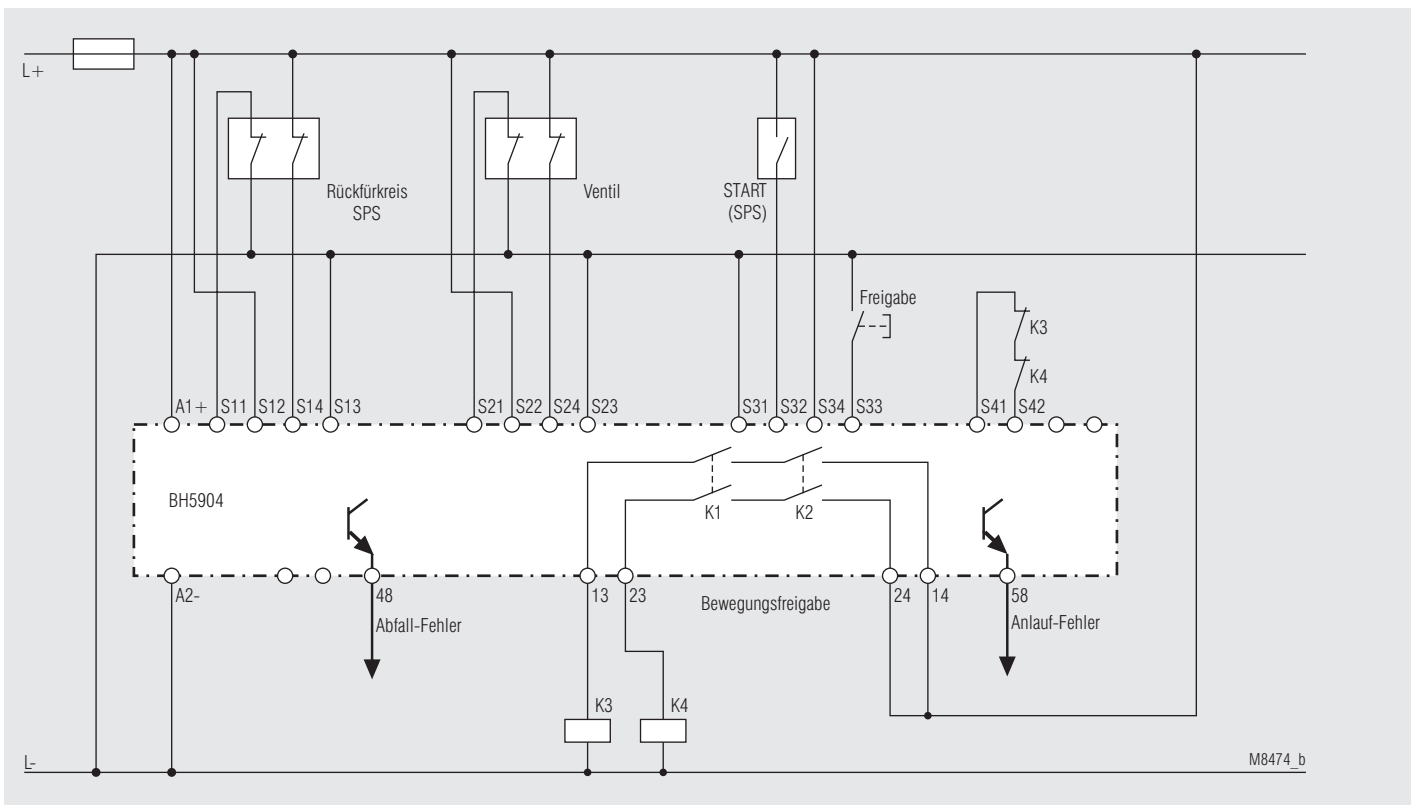 L+
Rückfürkreis
SPS
Ventil
START
(SPS)
Freigabe
K3
K4
A1+ S11 S12 S14 S13 S21 S22 S24 S23 S31 S32 S34 S33 S41 S42
BH5904
K1 K2
A2- 48 13 23 Bewegungsfreigabe 24 14 58
Abfall-Fehler
Anlauf-Fehler
K3 K4
L-
M8474_b